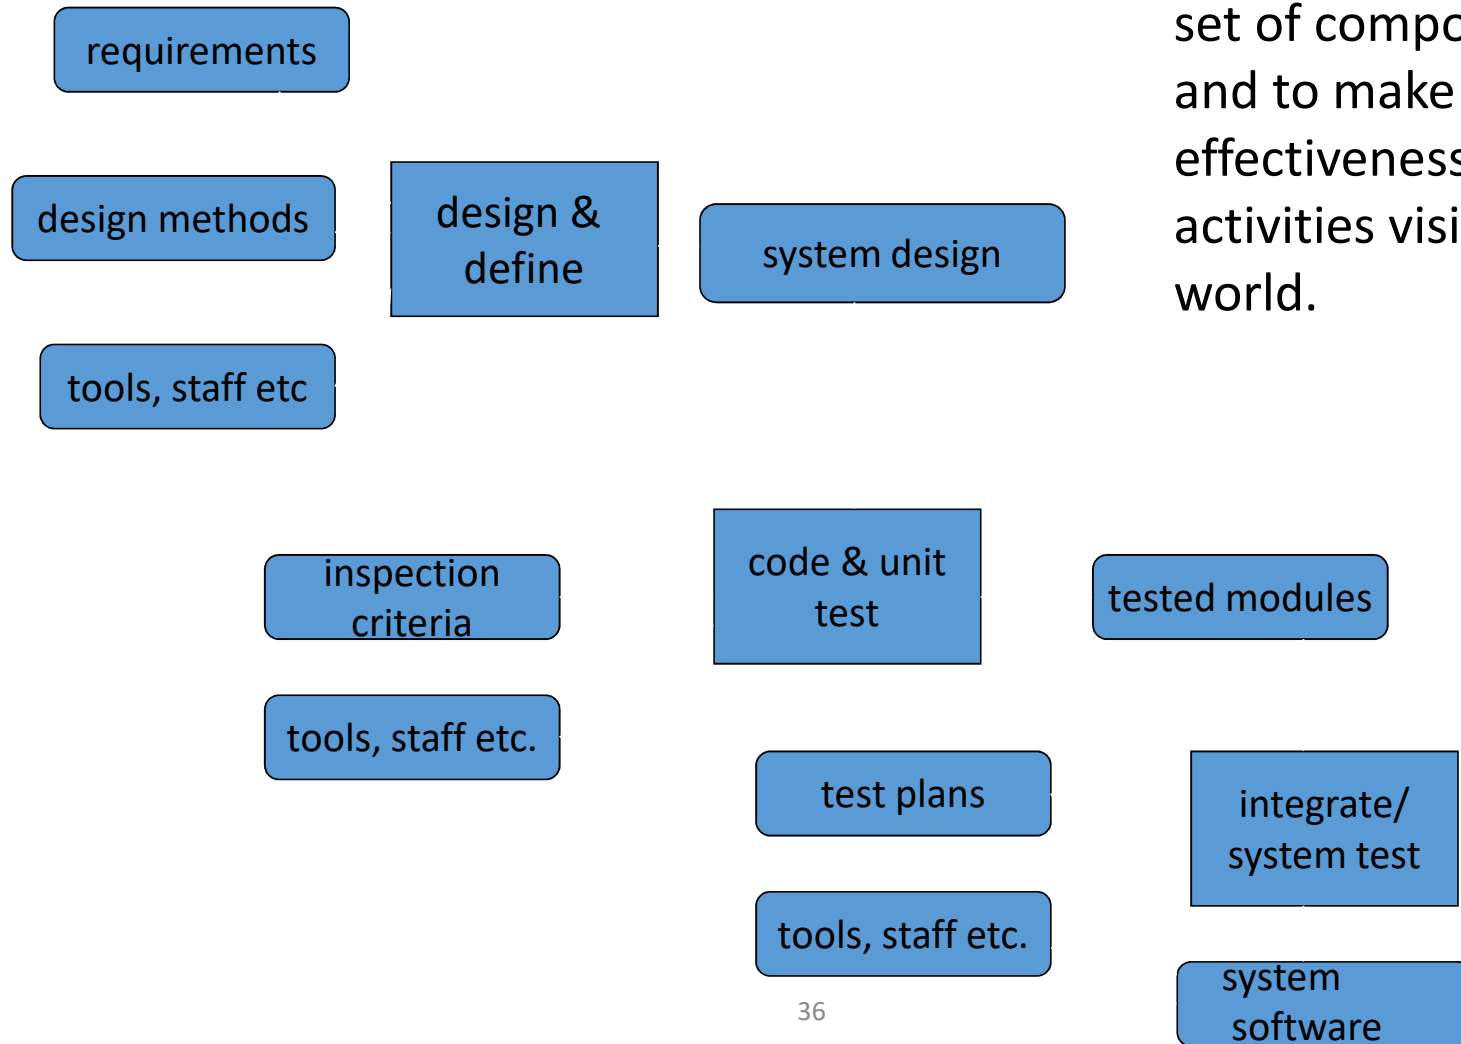 requirements
design methods
design &
define
system design
tools, staff etc
set of compo
and to make
effectiveness
activities visi
world.
inspection
criteria
code & unit
test
tested modules
tools, staff etc.
test plans
integrate/
system test
tools, staff etc.
system
software
36